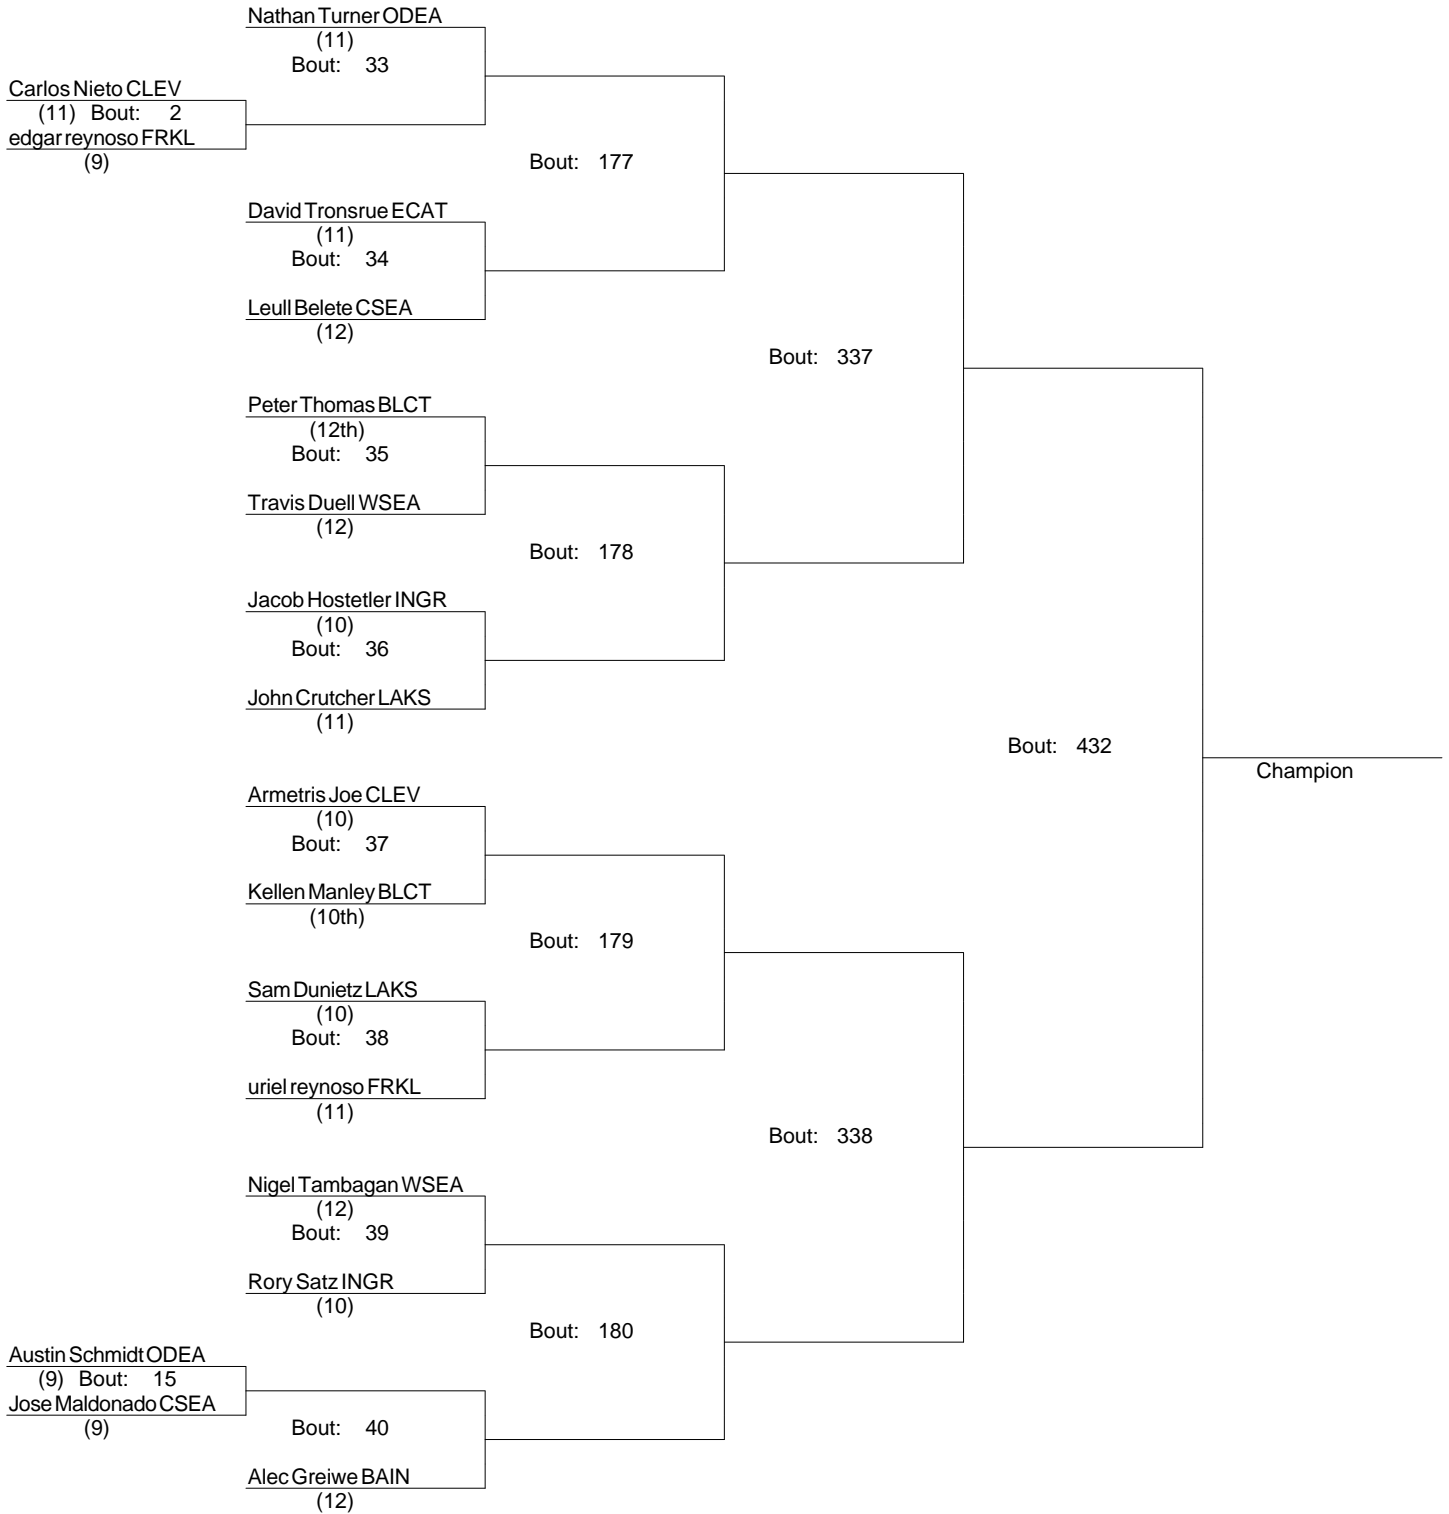 Nathan Turner ODEA
(11)
Bout: 33
Carlos Nieto CLEV
(11) Bout: 2
edgar reynoso FRKL
(9)
Bout: 177
David Tronsrue ECAT
(11)
Bout: 34
Leull Belete CSEA
(12)
Bout: 337
Peter Thomas BLCT
(12th)
Bout: 35
Travis Duell WSEA
(12)
Bout: 178
Jacob Hostetler INGR
(10)
Bout: 36
John Crutcher LAKS
(11)
Bout: 432
Champion
Armetris Joe CLEV
(10)
Bout: 37
Kellen Manley BLCT
(10th)
Bout: 179
Sam Dunietz LAKS
(10)
Bout: 38
uriel reynoso FRKL
(11)
Bout: 338
Nigel Tambagan WSEA
(12)
Bout: 39
Rory Satz INGR
(10)
Bout: 180
Austin Schmidt ODEA
(9) Bout: 15
Jose Maldonado CSEA
(9)
Bout: 40
Alec Greiwe BAIN
(12)